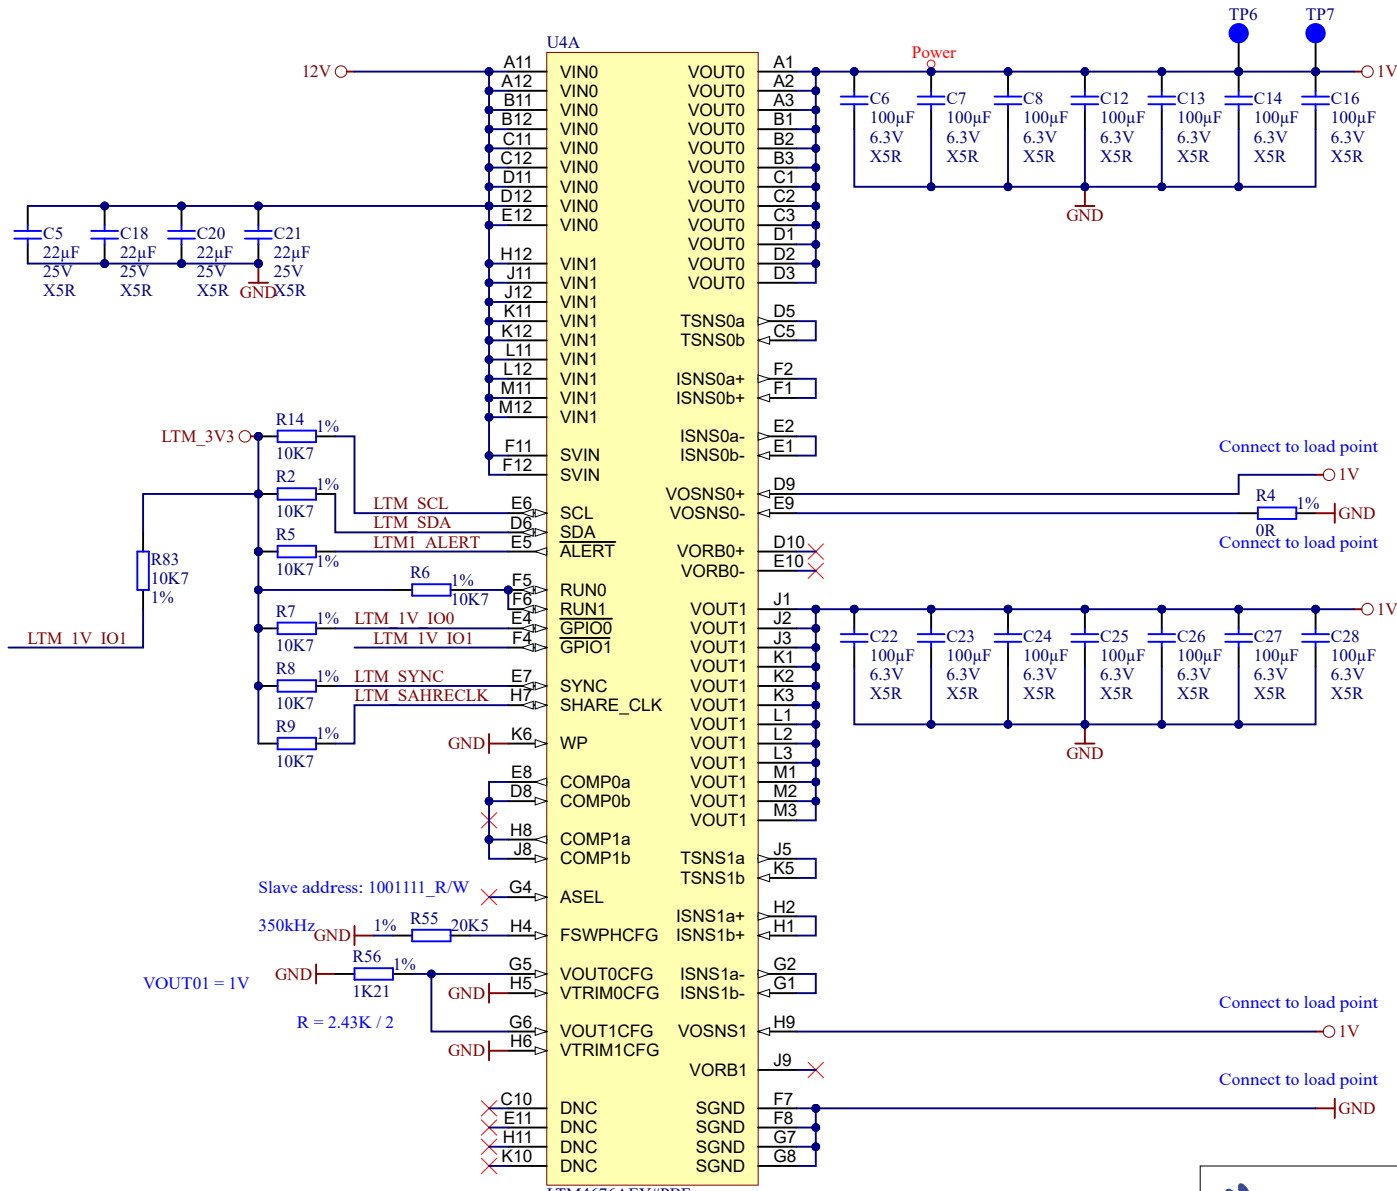 TP6 TP7
U4A
Power
12V
1V
A11 VIN0 VOUT0 A1
A12 VIN0 VOUT0 A2
B11 VIN0 VOUT0 A3
B12 VIN0 VOUT0 B1
C11 VIN0 VOUT0 B2
C12 VIN0 VOUT0 B3
D11 VIN0 VOUT0 C1
D12 VIN0 VOUT0 C2
E12 VIN0 VOUT0 C3
VOUT0 D1
H12 VIN1 VOUT0 D2
J11 VIN1 VOUT0 D3
J12 VIN1
K11 VIN1 TSNS0a D5
K12 VIN1 TSNS0b C5
L11 VIN1
L12 VIN1 ISNS0a+ F2
M11 VIN1 ISNS0b+ F1
M12 VIN1
ISNS0a- E2
F11 SVIN ISNS0b- E1
F12 SVIN
VOSNS0+ D9
E6 SCL VOSNS0- E9
D6 SDA
E5 ALERT VORB0+ D10
VORB0- E10
F5 RUN0
F6 RUN1 VOUT1 J1
E4 GPIO0 VOUT1 J2
F4 GPIO1 VOUT1 J3
VOUT1 K1
E7 SYNC VOUT1 K2
H7 SHARE_CLK VOUT1 K3
VOUT1 L1
K6 WP VOUT1 L2
VOUT1 L3
E8 COMP0a VOUT1 M1
D8 COMP0b VOUT1 M2
VOUT1 M3
H8 COMP1a
J8 COMP1b TSNS1a J5
TSNS1b K5
G4 ASEL
ISNS1a+ H2
H4 FSWPHCFG ISNS1b+ H1
G5 VOUT0CFG ISNS1a- G2
H5 VTRIM0CFG ISNS1b- G1
G6 VOUT1CFG VOSNS1 H9
H6 VTRIM1CFG
VORB1 J9
C10 DNC SGND F7
E11 DNC SGND F8
H11 DNC SGND G7
K10 DNC SGND G8
C6 C7 C8 C12 C13 C14 C16
100µF 100µF 100µF 100µF 100µF 100µF 100µF
6.3V 6.3V 6.3V 6.3V 6.3V 6.3V 6.3V
X5R X5R X5R X5R X5R X5R X5R
GND
C5 C18 C20 C21
22µF 22µF 22µF 22µF
25V 25V 25V 25V
X5R X5R X5R X5R
GND
LTM_3V3
R14 1%
10K7
R2 1%
10K7
R5 1%
10K7
R83
10K7
1%
R6 1%
10K7
R7 1%
10K7
R8 1%
10K7
R9 1%
10K7
LTM_SCL
LTM_SDA
LTM1_ALERT
LTM_1V_IO0
LTM_1V_IO1
LTM_1V_IO1
LTM_SYNC
LTM_SAHRECLK
GND
Connect to load point
1V
R4 1%
0R
GND
Connect to load point
1V
C22 C23 C24 C25 C26 C27 C28
100µF 100µF 100µF 100µF 100µF 100µF 100µF
6.3V 6.3V 6.3V 6.3V 6.3V 6.3V 6.3V
X5R X5R X5R X5R X5R X5R X5R
GND
Slave address: 1001111_R/W
350kHz
GND 1% R55 20K5
GND R56 1%
1K21
VOUT01 = 1V
GND
R = 2.43K / 2
GND
Connect to load point
1V
Connect to load point
GND
LTM4676AEY#PBF